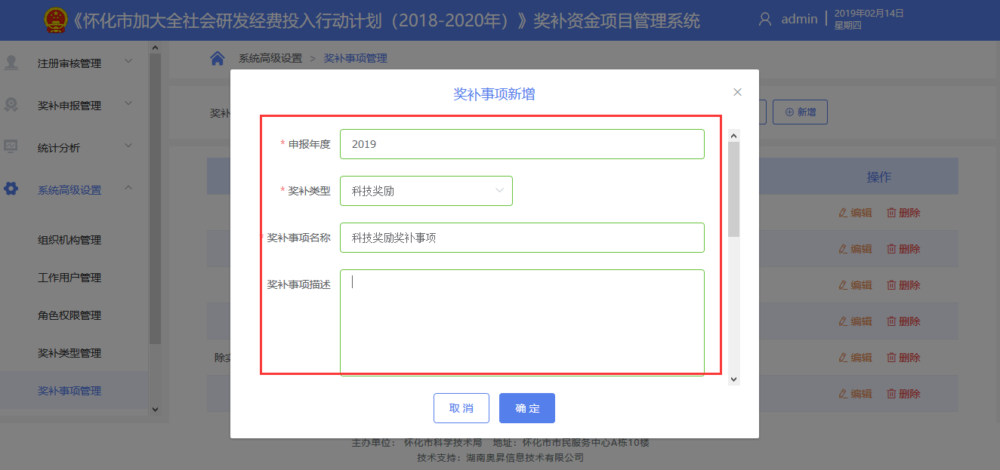 《怀化市加大全社会研发经费投入行动计划（2018-2020年）》奖补资金项目管理系统
admin
2019年02月14日
星期四
注册审核管理
奖补申报管理
统计分析
系统高级设置
组织机构管理
工作用户管理
角色权限管理
奖补类型管理
奖补事项管理
系统高级设置 > 奖补事项管理
奖补
新增
操作
编辑 删除
编辑 删除
编辑 删除
编辑 删除
除实
编辑 删除
编辑 删除
奖补事项新增
* 申报年度
2019
* 奖补类型
科技奖励
* 奖补事项名称
科技奖励奖补事项
奖补事项描述
取 消
确 定
主办单位： 怀化市科学技术局 地址：怀化市市民服务中心A栋10楼
技术支持：湖南奥昇信息技术有限公司